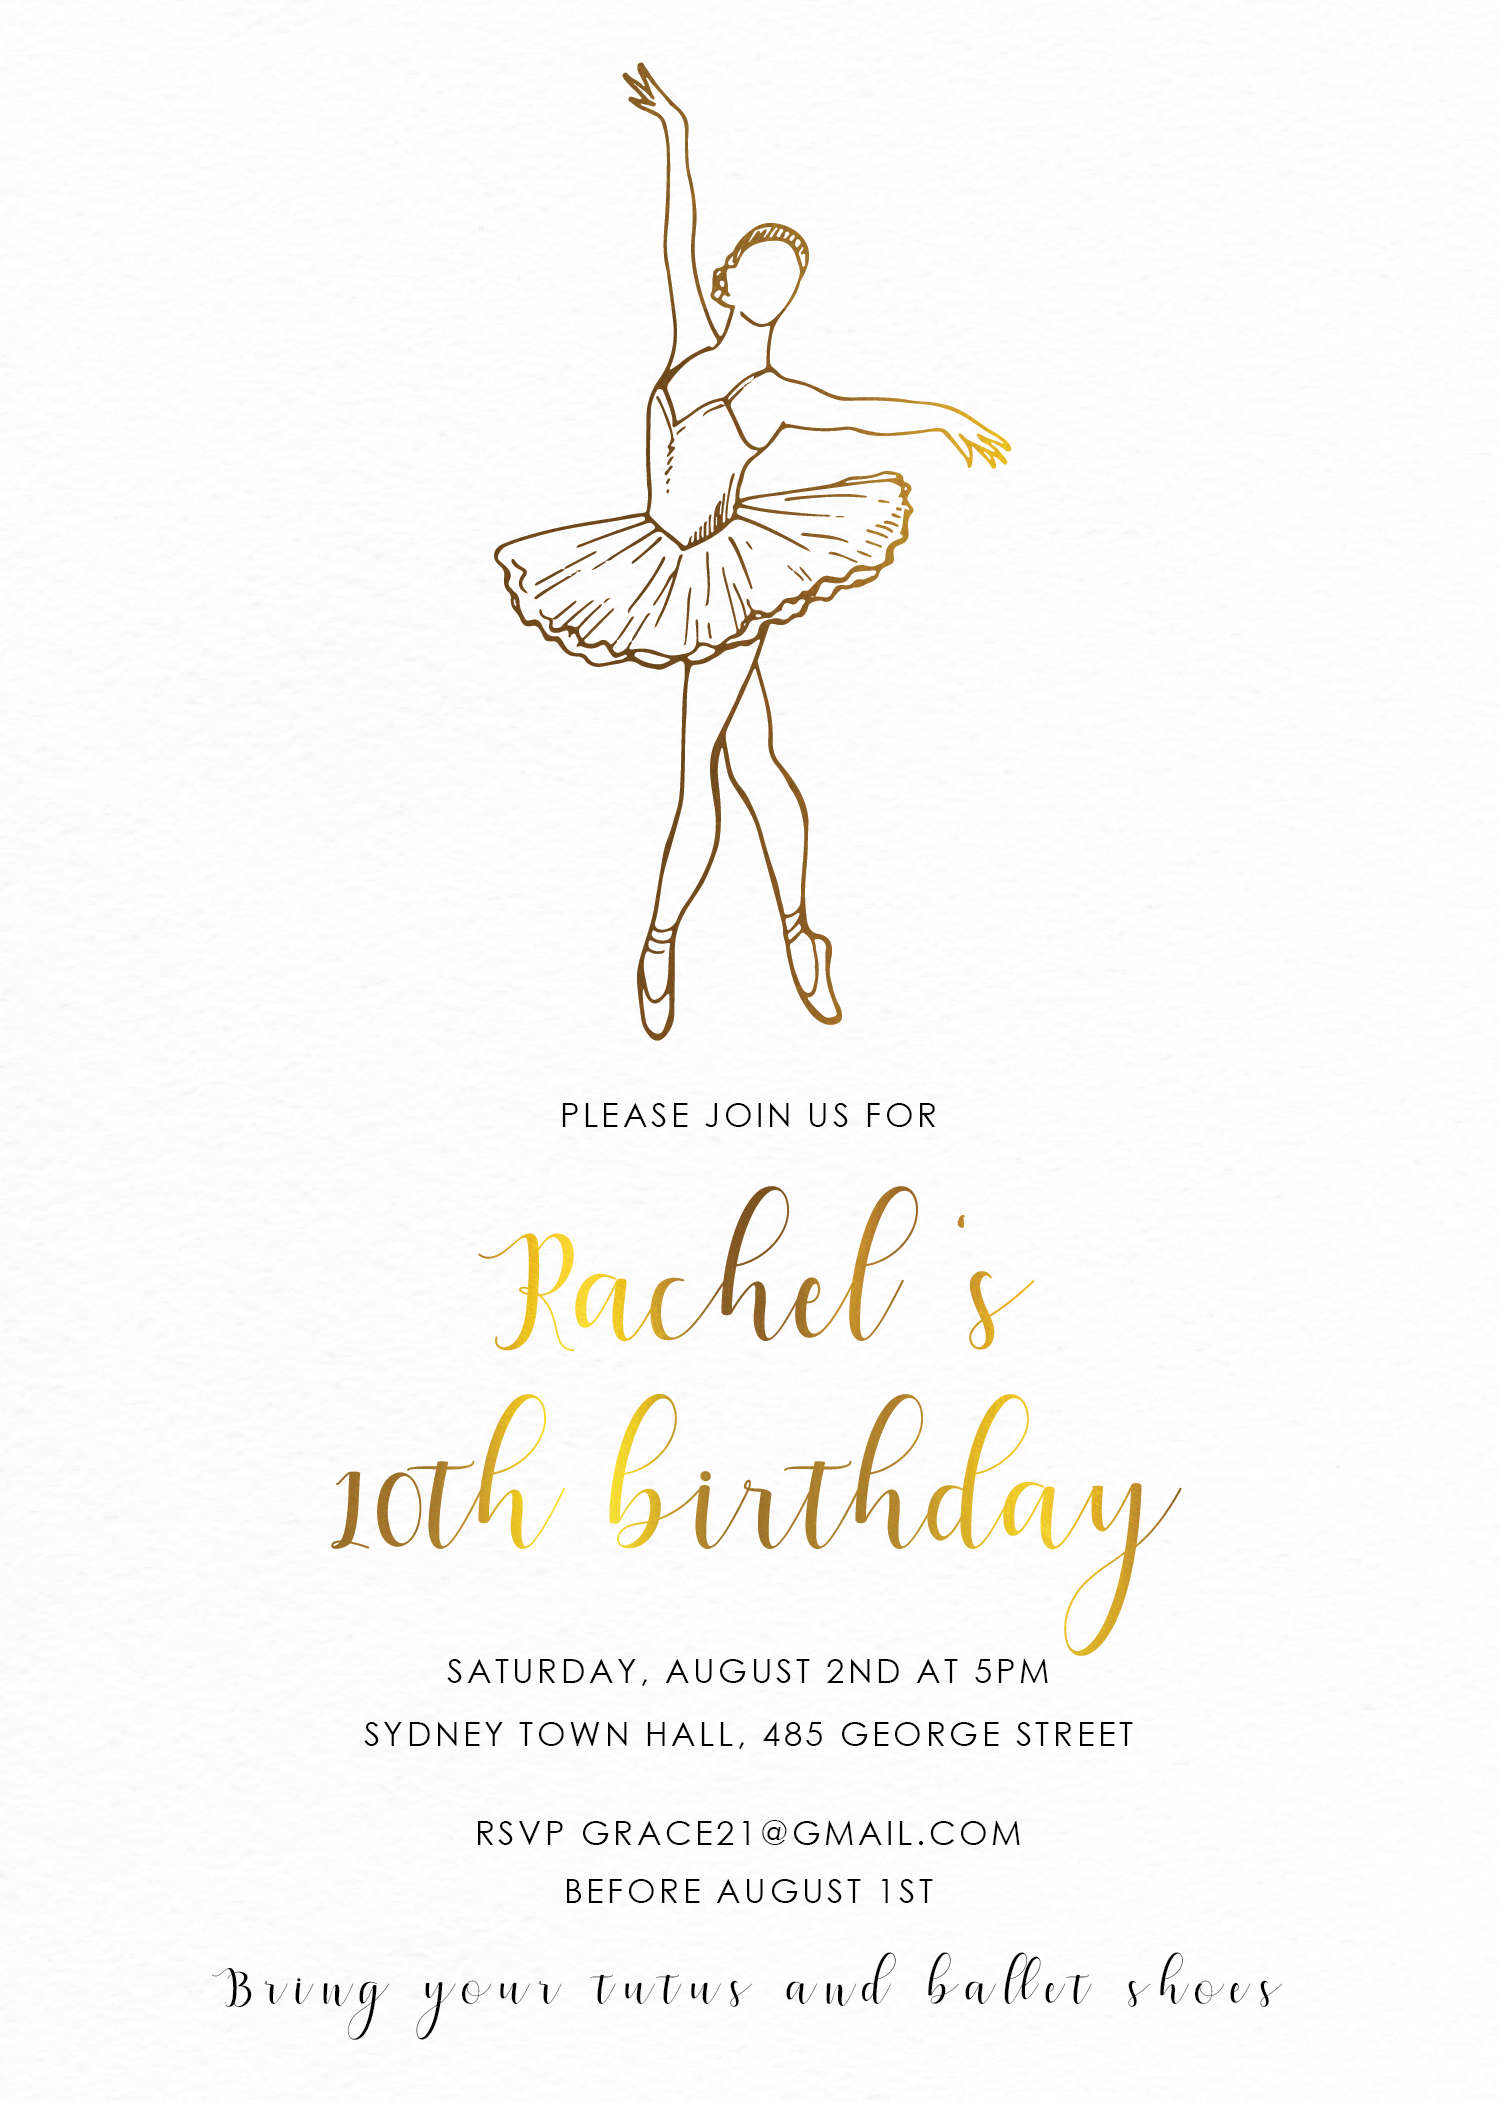 PLEASE JOIN US FOR
Rachel's
10th birthday
SATURDAY, AUGUST 2ND AT 5PM
SYDNEY TOWN HALL, 485 GEORGE STREET
RSVP GRACE21@GMAIL.COM
BEFORE AUGUST 1ST
Bring your tutus and ballet shoes